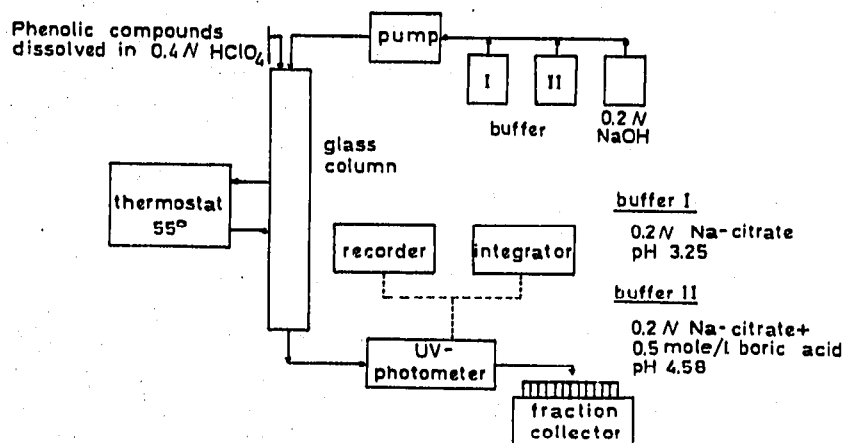 Phenolic compounds
dissolved in 0.4 N HClO4
pump
I
II
buffer
0.2 N
NaOH
glass
column
thermostat
55°
recorder
integrator
buffer I
0.2 N Na-citrate
pH 3.25
buffer II
0.2 N Na-citrate+
0.5 mole/l boric acid
pH 4.58
UV-
photometer
fraction
collector